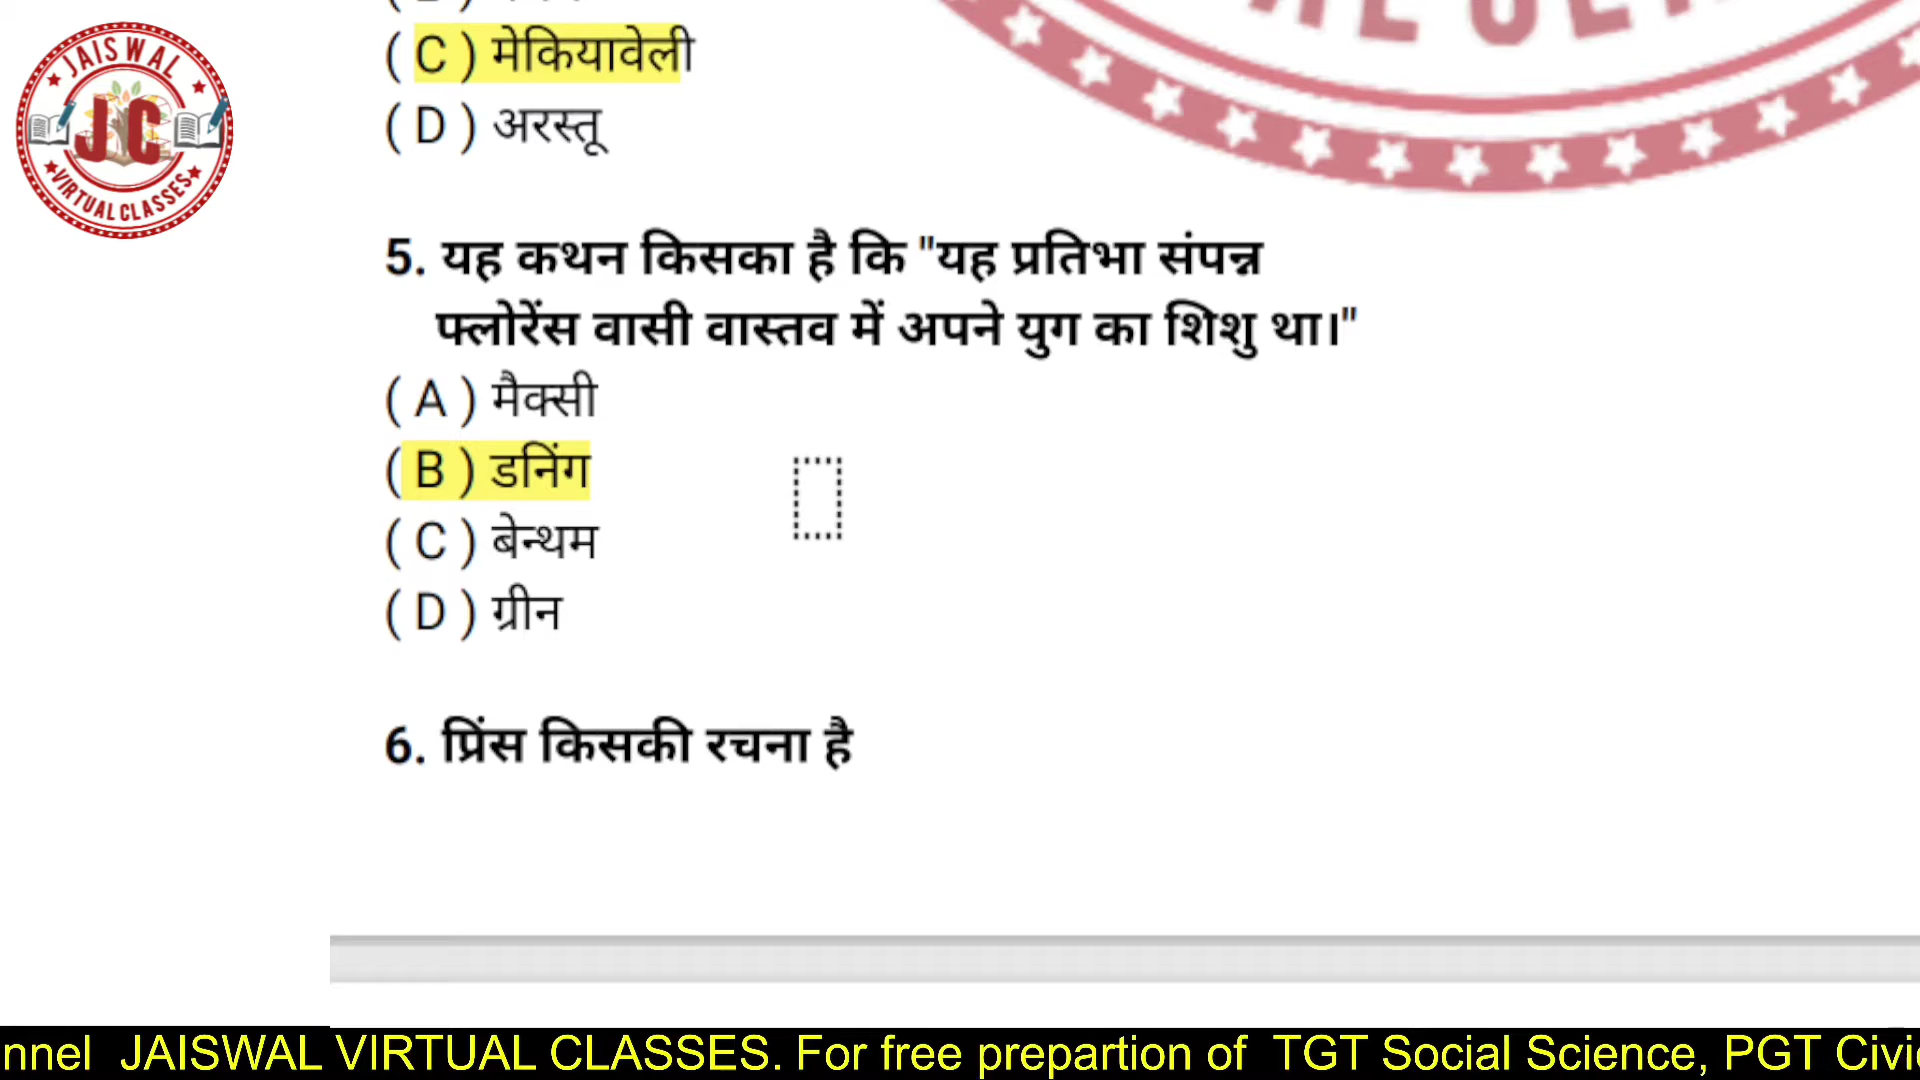 ( C ) मेकियावेली
( D ) अरस्तू
JAISWAL
JC
VIRTUAL CLASSES
5. यह कथन किसका है कि "यह प्रतिभा संपन्न
फ्लोरेंस वासी वास्तव में अपने युग का शिशु था।"
( A ) मैक्सी
( B ) डनिंग
( C ) बेन्थम
( D ) ग्रीन
6. प्रिंस किसकी रचना है
nnel JAISWAL VIRTUAL CLASSES. For free prepartion of TGT Social Science, PGT Civi